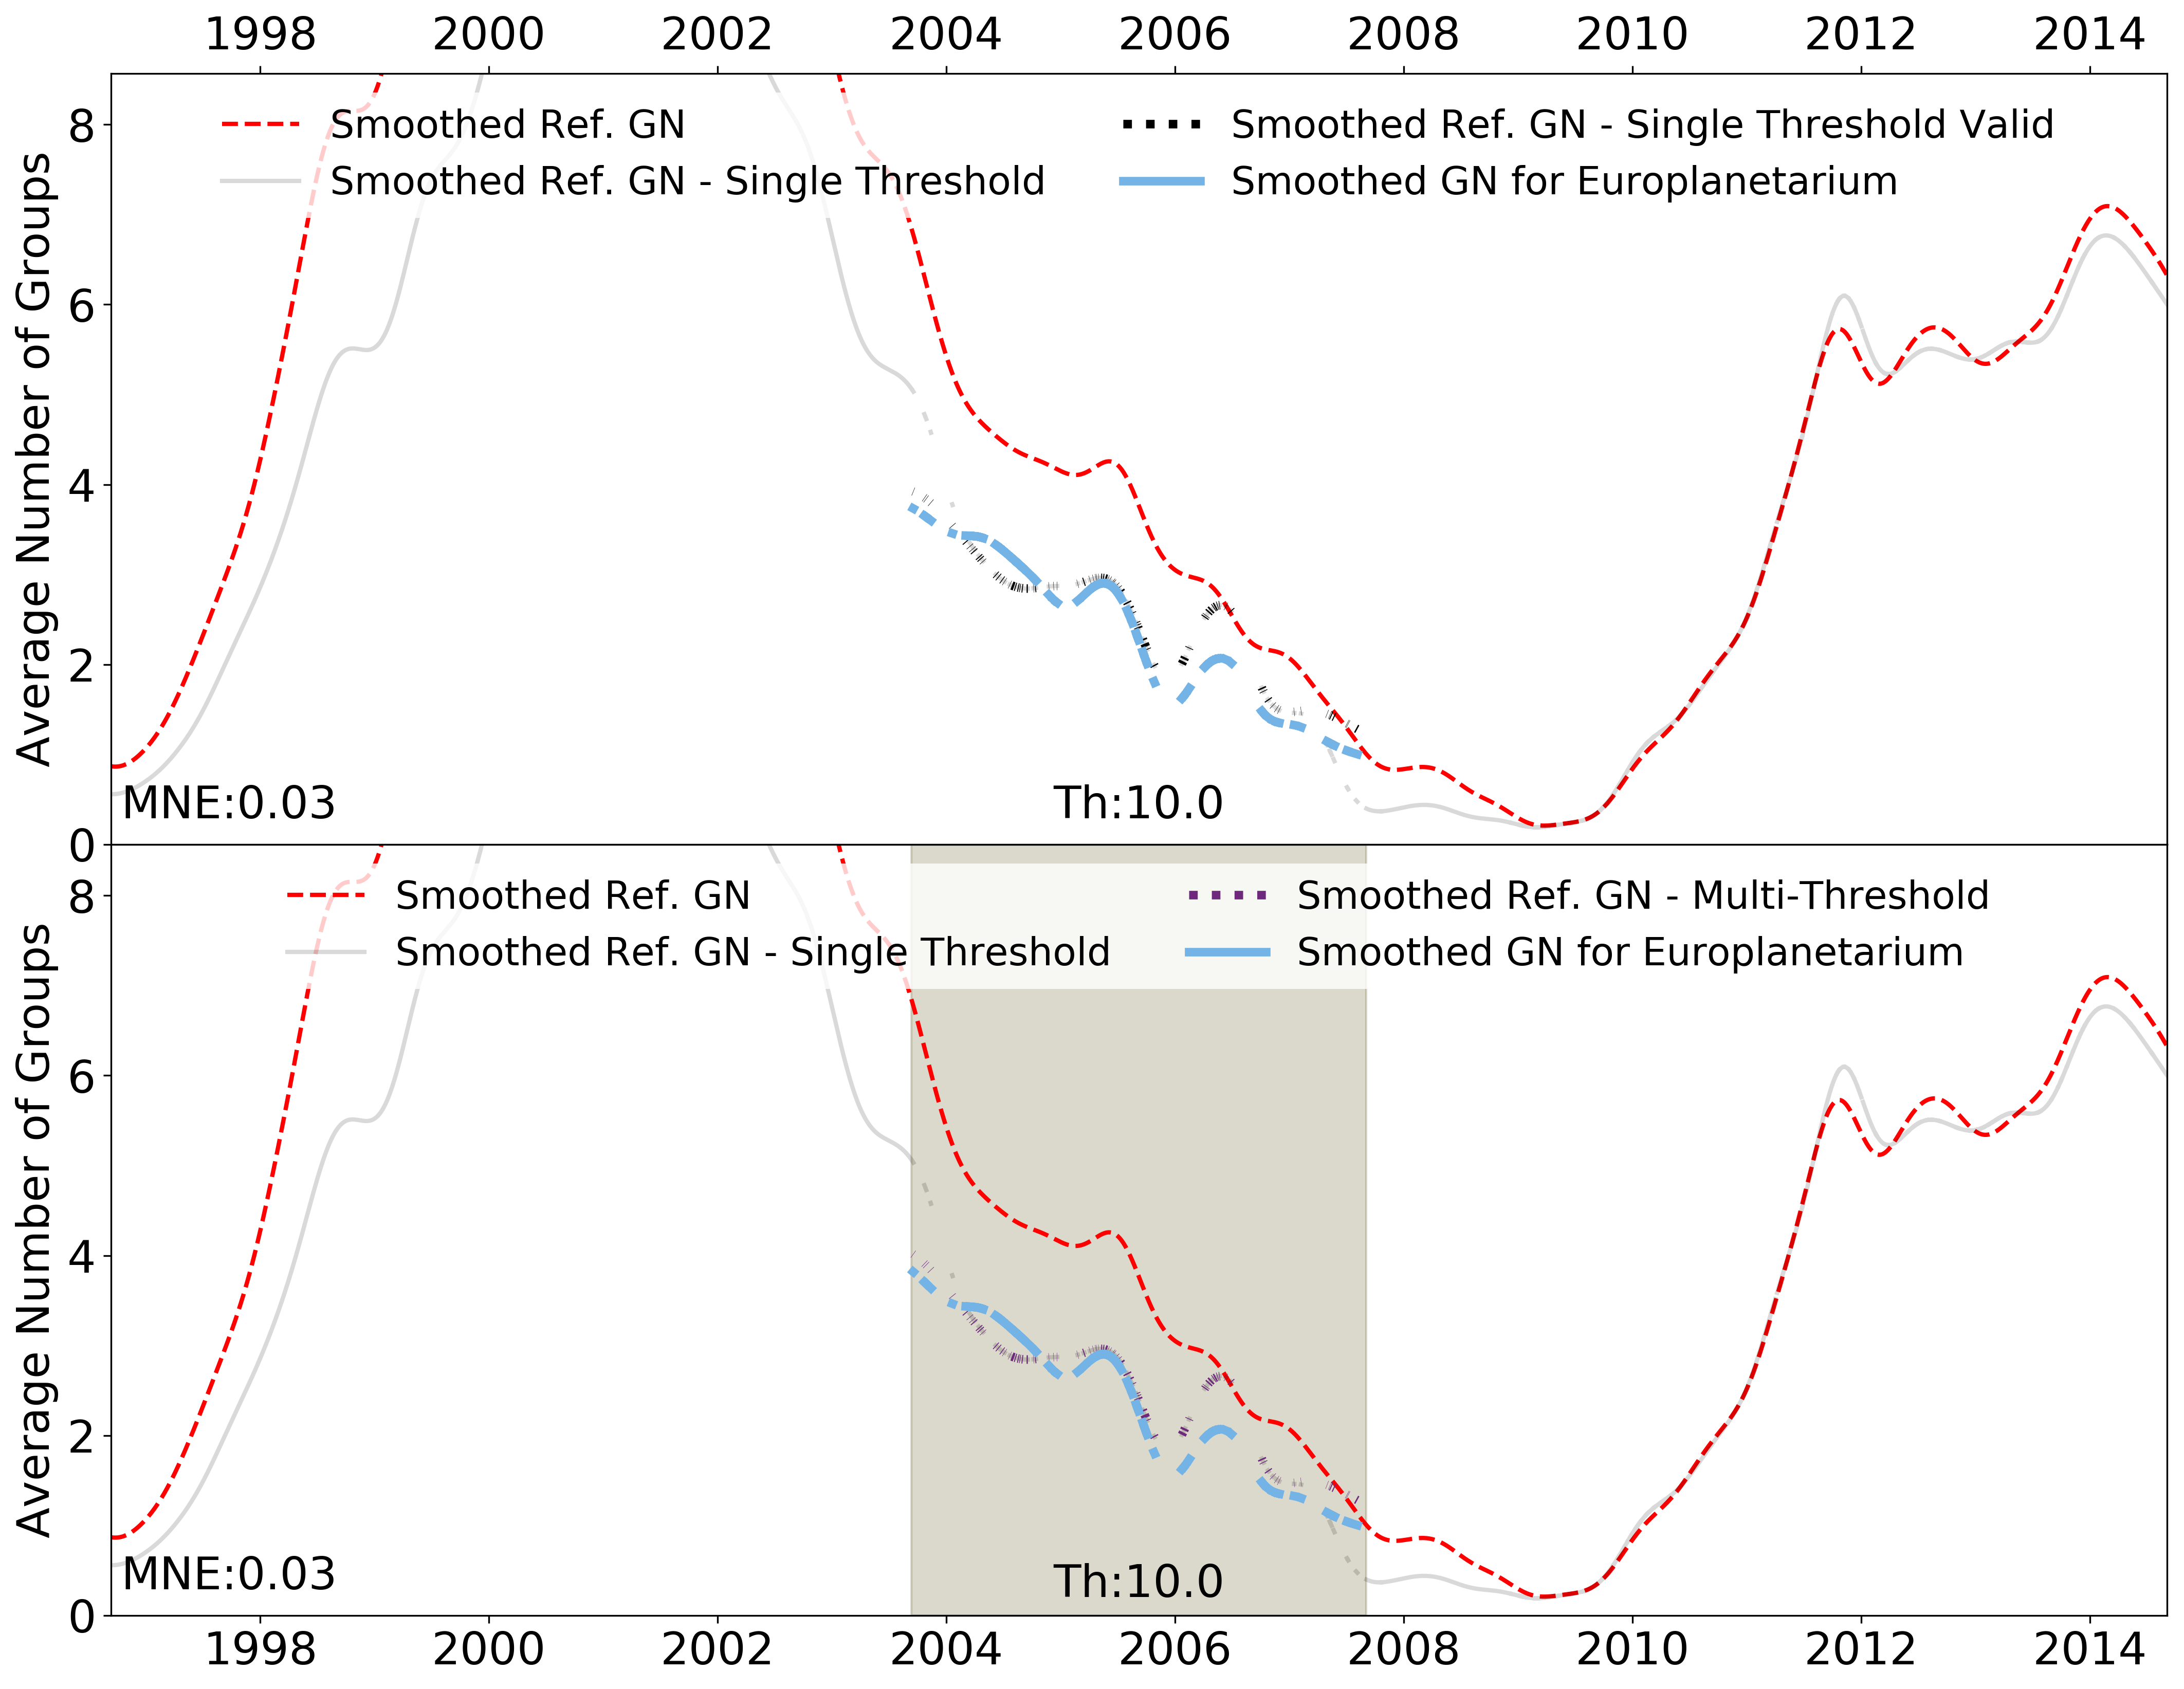 1998 2000 2002 2004 2006 2008 2010 2012 2014
Smoothed Ref. GN
Smoothed Ref. GN - Single Threshold
Smoothed Ref. GN - Single Threshold Valid
Smoothed GN for Europlanetarium
8
6
4
2
0
Average Number of Groups
MNE:0.03
Th:10.0
Smoothed Ref. GN
Smoothed Ref. GN - Single Threshold
Smoothed Ref. GN - Multi-Threshold
Smoothed GN for Europlanetarium
8
6
4
2
0
Average Number of Groups
MNE:0.03
Th:10.0
1998 2000 2002 2004 2006 2008 2010 2012 2014